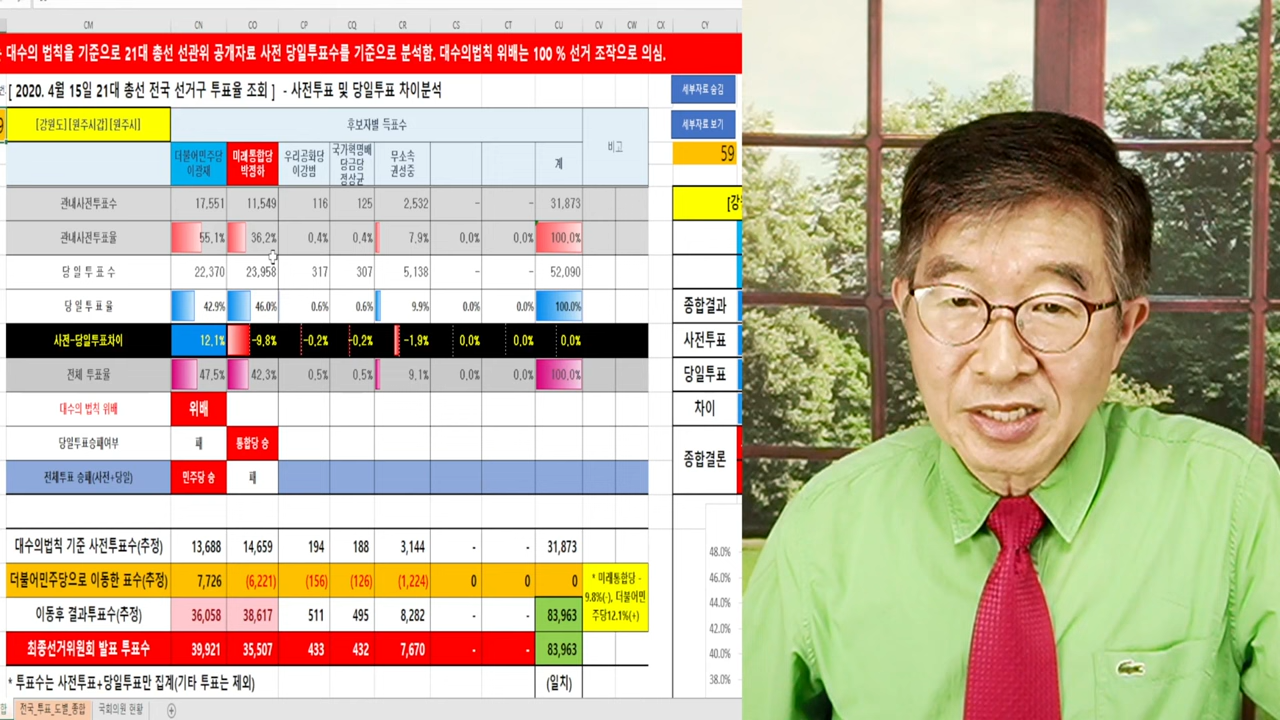 CM CN CO CP CQ CR CS CT CU CV CW CX CY
대수의 법칙을 기준으로 21대 총선 선관위 공개자료 사전 당일투표수를 기준으로 분석함. 대수의법칙 위배는 100 % 선거 조작으로 의심.
[ 2020. 4월 15일 21대 총선 전국 선거구 투표율 조회 ] - 사전투표 및 당일투표 차이분석
세부자료 숨김
[강원도][원주시갑][원주시] 후보자별 득표수 비고
세부자료 보기
59
더불어민주당 이광재
미래통합당 박정하
우리공화당 이강범
국가혁명배당금당 정상균
무소속 권성중
계
관내사전투표수 17,551 11,549 116 125 2,532 - - 31,873
관내사전투표율 55,1% 36,2% 0,4% 0,4% 7,9% 0,0% 0,0% 100,0%
당 일 투 표 수 22,370 23,958 317 307 5,138 - - 52,090
당 일 투 표 율 42.9% 46.0% 0.6% 0.6% 9.9% 0.0% 0.0% 100.0%
사전-당일투표차이 12,1% -9,8% -0,2% -0,2% -1,9% 0,0% 0,0% 0,0%
전체 투표율 47,5% 42,3% 0,5% 0,5% 9,1% 0,0% 0,0% 100,0%
대수의 법칙 위배 위배
당일투표승패여부 패 통합당 승
전체투표 승패(사전+당일) 민주당 승 패
대수의법칙 기준 사전투표수(추정) 13,688 14,659 194 188 3,144 - - 31,873
더불어민주당으로 이동한 표수(추정) 7,726 (6,221) (156) (126) (1,224) 0 0 0
* 미래통합당 -
9.8%(-), 더불어민
주당12.1%(+)
이동후 결과투표수(추정) 36,058 38,617 511 495 8,282 - - 83,963
최종선거위원회 발표 투표수 39,921 35,507 433 432 7,670 - - 83,963
* 투표수는 사전투표+당일투표만 집계(기타 투표는 제외) (일치)
전국_투표_도별_종합 국회의원 현황
종합결과
사전투표
당일투표
차이
종합결론
48.0%
46.0%
44.0%
42.0%
40.0%
38.0%